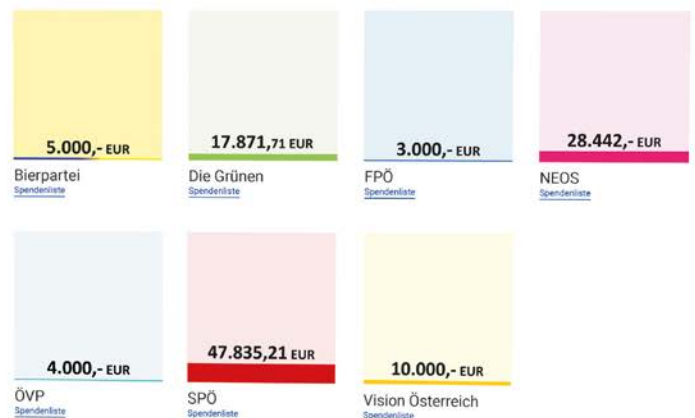 5.000,- EUR
Bierpartei
Spendenliste
17.871,71 EUR
Die Grünen
Spendenliste
3.000,- EUR
FPÖ
Spendenliste
28.442,- EUR
NEOS
Spendenliste
4.000,- EUR
ÖVP
Spendenliste
47.835,21 EUR
SPÖ
Spendenliste
10.000,- EUR
Vision Österreich
Spendenliste